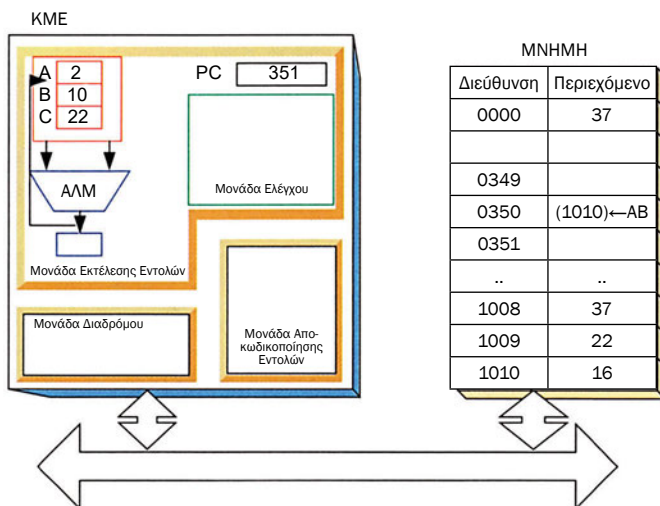 ΚΜΕ
Α 2
Β 10
C 22
PC 351
ΑΛΜ
Μονάδα Ελέγχου
Μονάδα Εκτέλεσης Εντολών
Μονάδα Διαδρόμου
Μονάδα Απο-
κωδικοποίησης
Εντολών
ΜΝΗΜΗ
Διεύθυνση Περιεχόμενο
0000 37
0349
0350 (1010)←AB
0351
.. ..
1008 37
1009 22
1010 16